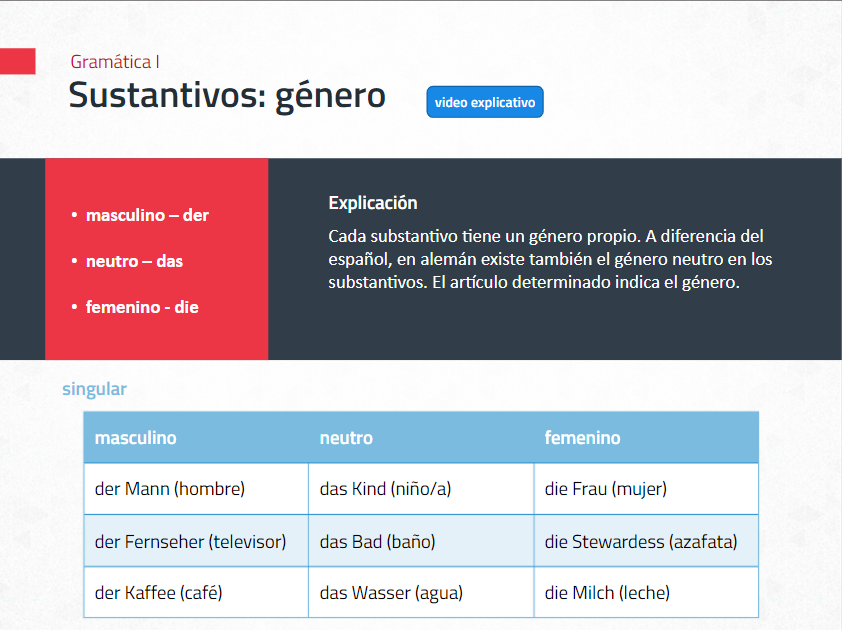 Gramática I
Sustantivos: género
video explicativo
• masculino – der
• neutro – das
• femenino - die
Explicación
Cada substantivo tiene un género propio. A diferencia del
español, en alemán existe también el género neutro en los
substantivos. El artículo determinado indica el género.
singular
masculino neutro femenino
der Mann (hombre) das Kind (niño/a) die Frau (mujer)
der Fernseher (televisor) das Bad (baño) die Stewardess (azafata)
der Kaffee (café) das Wasser (agua) die Milch (leche)